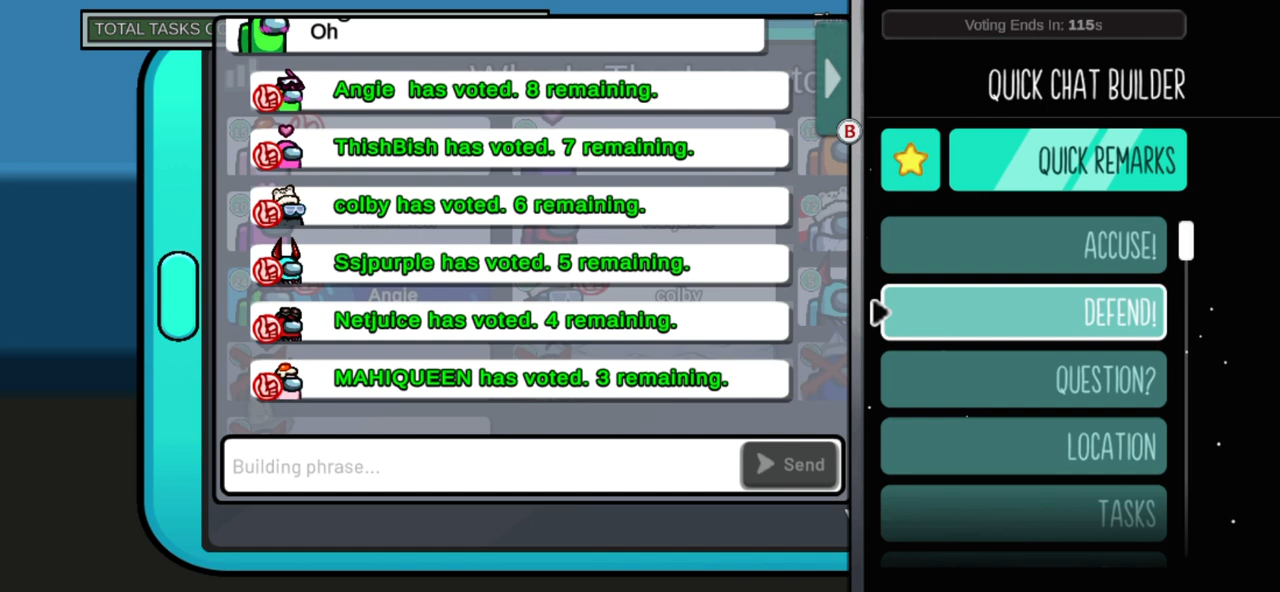 TOTAL TASKS
Oh
Angie has voted. 8 remaining.
ThishBish has voted. 7 remaining.
colby has voted. 6 remaining.
Ssjpurple has voted. 5 remaining.
Angle
colby
Netjuice has voted. 4 remaining.
MAHIQUEEN has voted. 3 remaining.
Building phrase...
Send
B
Voting Ends In: 115s
QUICK CHAT BUILDER
QUICK REMARKS
ACCUSE!
DEFEND!
QUESTION?
LOCATION
TASKS